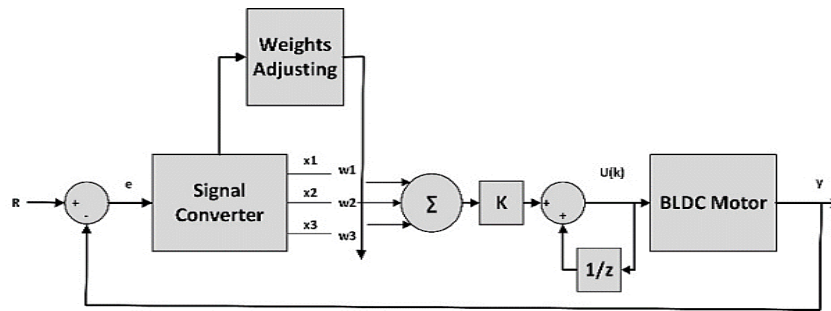 Weights
Adjusting
R
+
-
e
Signal
Converter
x1
w1
x2
w2
x3
w3
Σ
K
+
+
U(k)
1/z
BLDC Motor
y